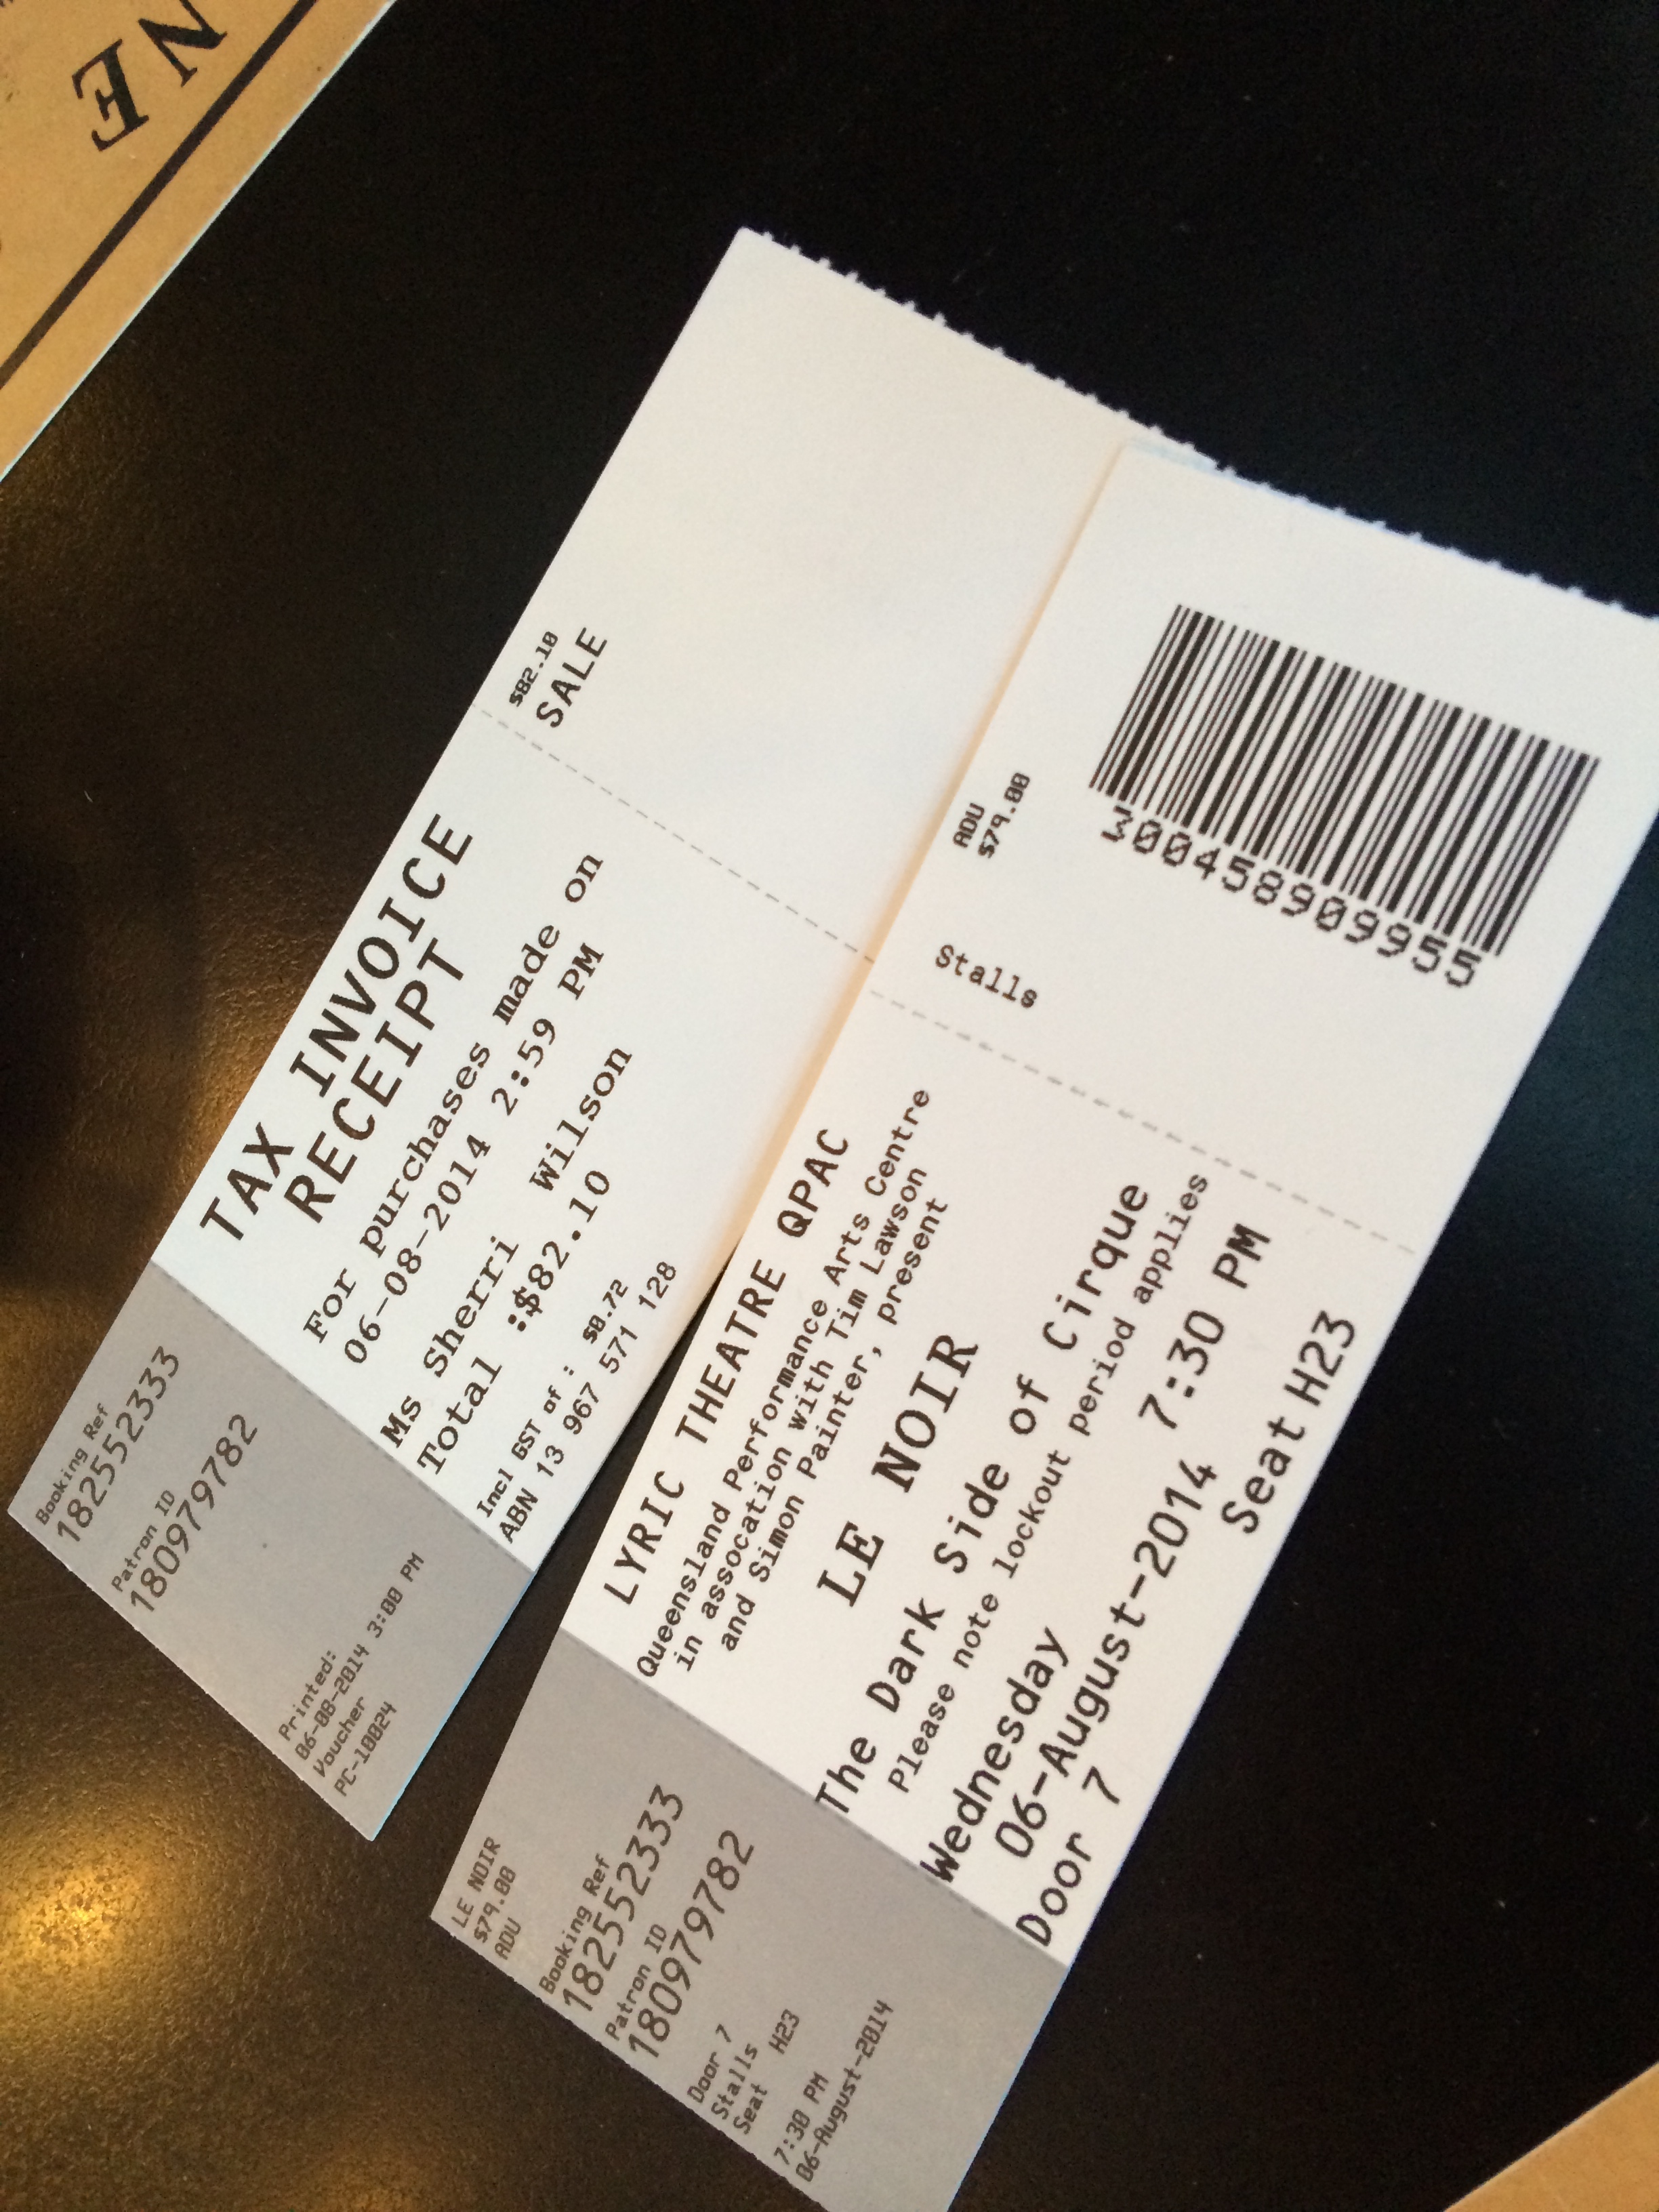 NE
$82.10
SALE
TAX INVOICE
RECEIPT
For purchases made on
06-08-2014 2:59 PM
Ms Sherri Wilson
Total :$82.10
Incl GST of : $0.72
ABN 13 967 571 128
Booking Ref
182552333
Patron ID
180979782
Printed:
06-08-2014 3:00 PM
Voucher
PC-10024
ADU
$79.00
W00458909955
Stalls
LYRIC THEATRE QPAC
Queensland Performance Arts Centre
in assocation with Tim Lawson
and Simon Painter, present
LE NOIR
The Dark Side of Cirque
Please note lockout period applies
Wednesday
06-August-2014 7:30 PM
Door 7 Seat H23
LE NOIR
$79.00
ADU
Booking Ref
182552333
Patron ID
180979782
Door 7
Stalls
Seat H23
7:30 PM
06-August-2014